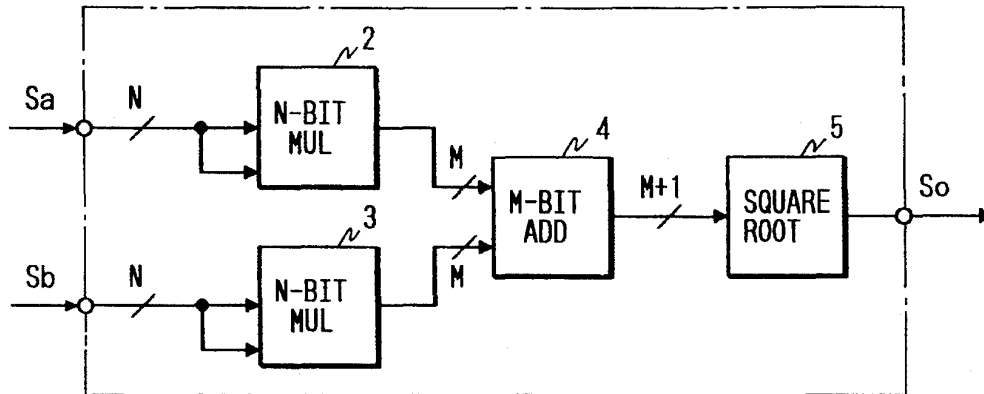 2
Sa
N
N-BIT
MUL
M
4
M-BIT
ADD
M+1
5
SQUARE
ROOT
So
3
M
Sb
N
N-BIT
MUL